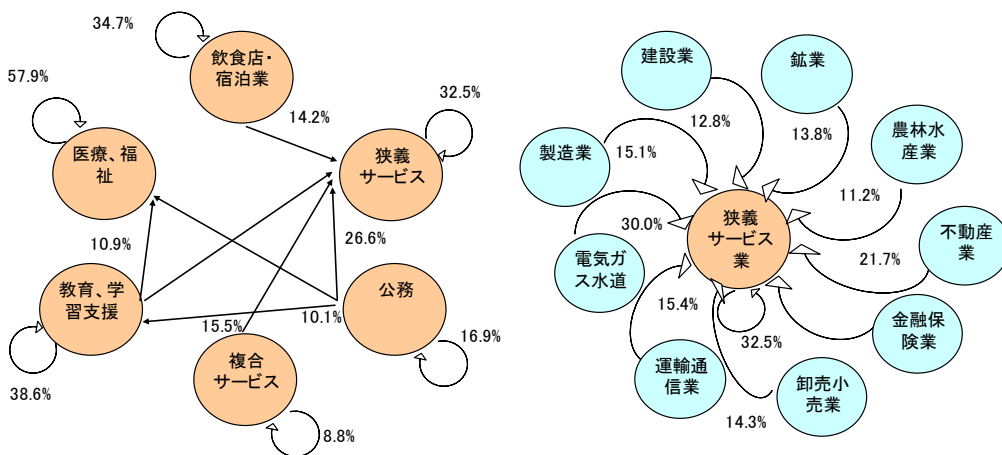 34.7%
飲食店・
宿泊業
57.9%
32.5%
14.2%
医療、福
祉
狭義
サービス
10.9%
26.6%
教育、学
習支援
公務
15.5%
10.1%
16.9%
複合
サービス
38.6%
8.8%
建設業
鉱業
12.8%
13.8%
農林水
産業
製造業
15.1%
11.2%
狭義
サービス
業
30.0%
不動産
業
電気ガ
ス水道
21.7%
15.4%
金融保
険業
32.5%
運輸通
信業
卸売小
売業
14.3%